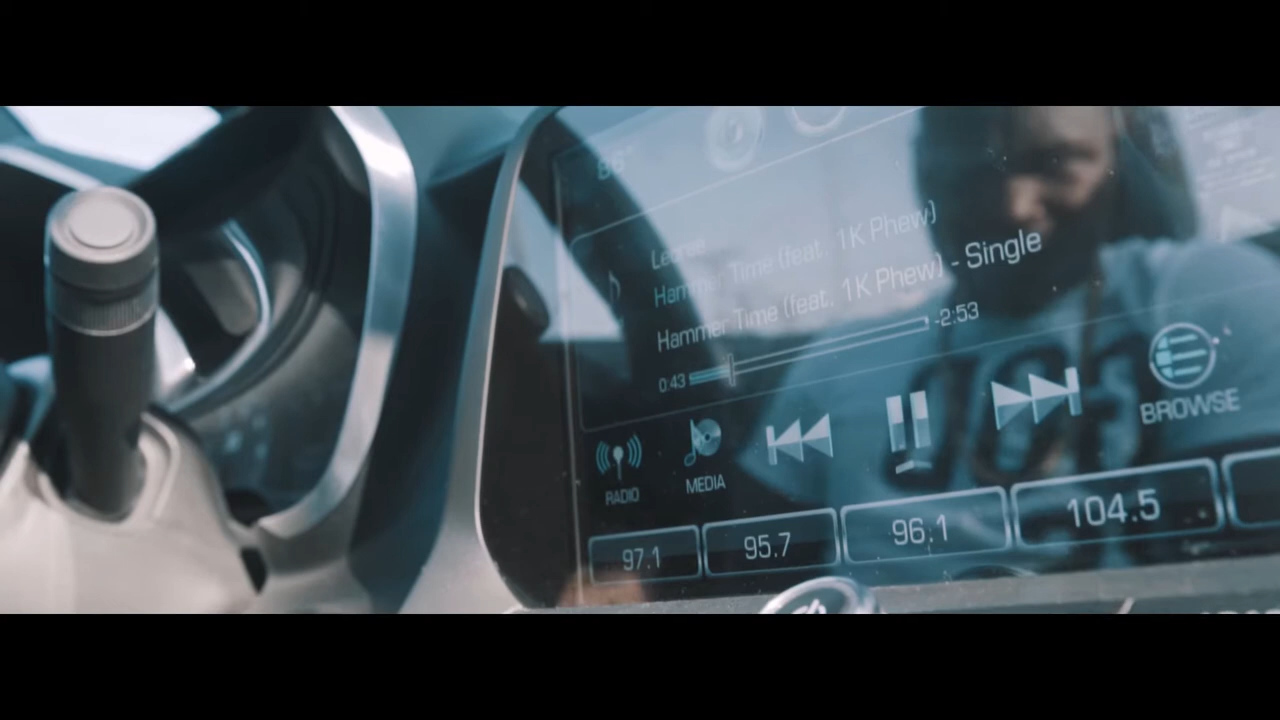 Hammer Time (feat. 1K Phew)
Hammer Time (feat. 1K Phew) - Single
0:43
-2:53
RADIO
MEDIA
BROWSE
97.1
95.7
96.1
104.5